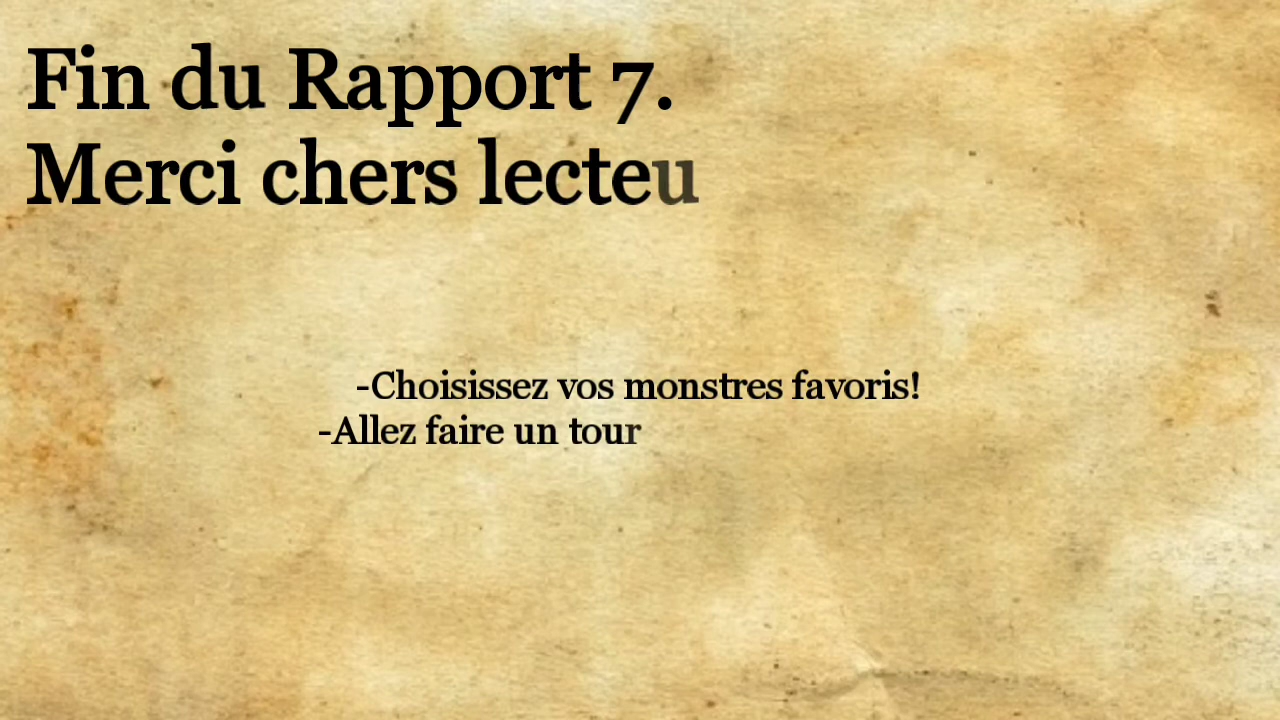 Fin du Rapport 7.
Merci chers lecteu
-Choisissez vos monstres favoris!
-Allez faire un tour